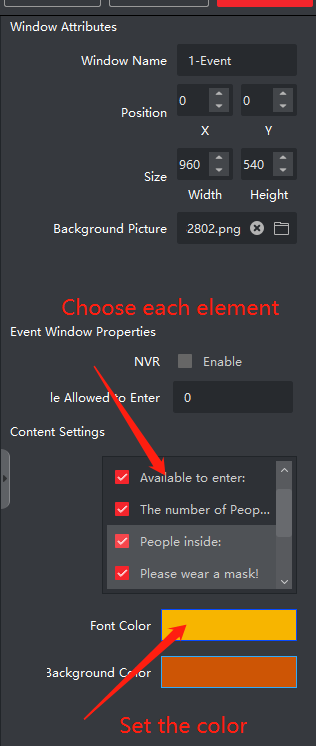 Window Attributes
Window Name 1-Event
Position 0 0
X Y
Size 960 540
Width Height
Background Picture -2802.png
Choose each element
Event Window Properties
NVR Enable
le Allowed to Enter 0
Content Settings
Available to enter:
The number of Peop...
People inside:
Please wear a mask!
Font Color
Background Color
Set the color